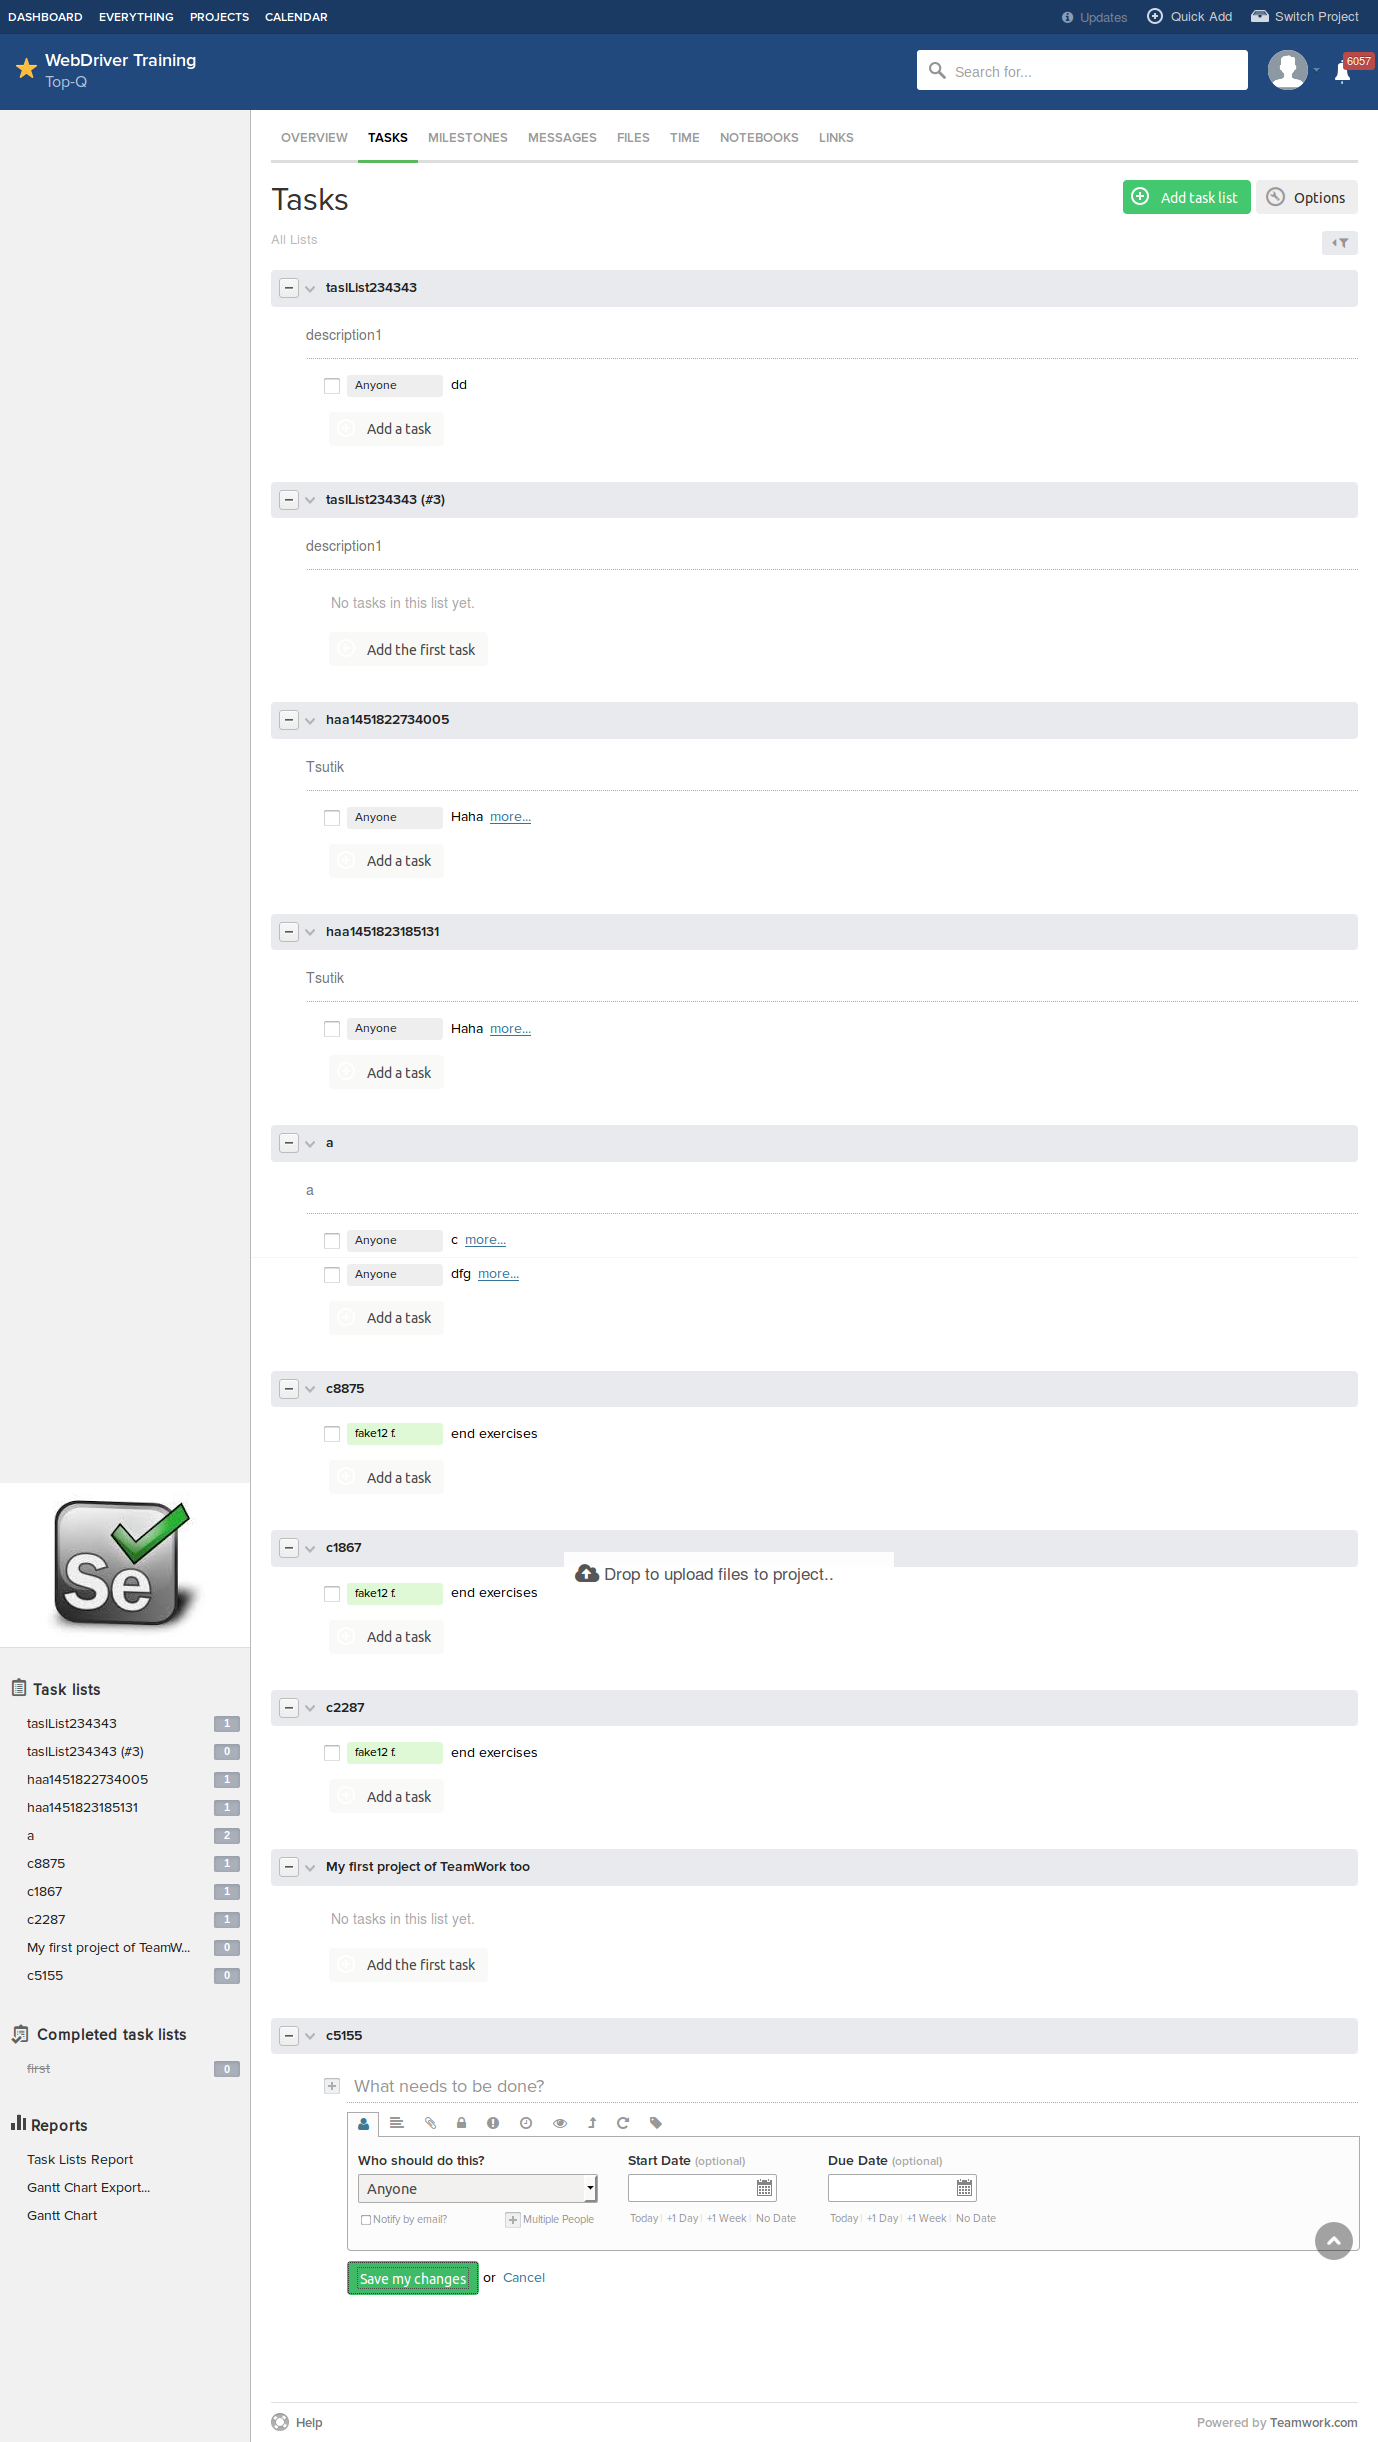 DASHBOARD EVERYTHING PROJECTS CALENDAR Updates Quick Add Switch Project
WebDriver Training
Top-Q
Search for...
6057
OVERVIEW TASKS MILESTONES MESSAGES FILES TIME NOTEBOOKS LINKS
Tasks
Add task list Options
All Lists
taslList234343
description1
Anyone dd
Add a task
taslList234343 (#3)
description1
No tasks in this list yet.
Add the first task
haa1451822734005
Tsutik
Anyone Haha more...
Add a task
haa1451823185131
Tsutik
Anyone Haha more...
Add a task
a
a
Anyone c more...
Anyone dfg more...
Add a task
c8875
fake12 f. end exercises
Add a task
c1867
Drop to upload files to project..
fake12 f. end exercises
Add a task
c2287
fake12 f. end exercises
Add a task
My first project of TeamWork too
No tasks in this list yet.
Add the first task
c5155
What needs to be done?
Who should do this? Start Date (optional) Due Date (optional)
Anyone
Notify by email? Multiple People Today +1 Day +1 Week No Date Today +1 Day +1 Week No Date
Save my changes or Cancel
Se
Task lists
taslList234343 1
taslList234343 (#3) 0
haa1451822734005 1
haa1451823185131 1
a 2
c8875 1
c1867 1
c2287 1
My first project of TeamW... 0
c5155 0
Completed task lists
first 0
Reports
Task Lists Report
Gantt Chart Export...
Gantt Chart
Help Powered by Teamwork.com